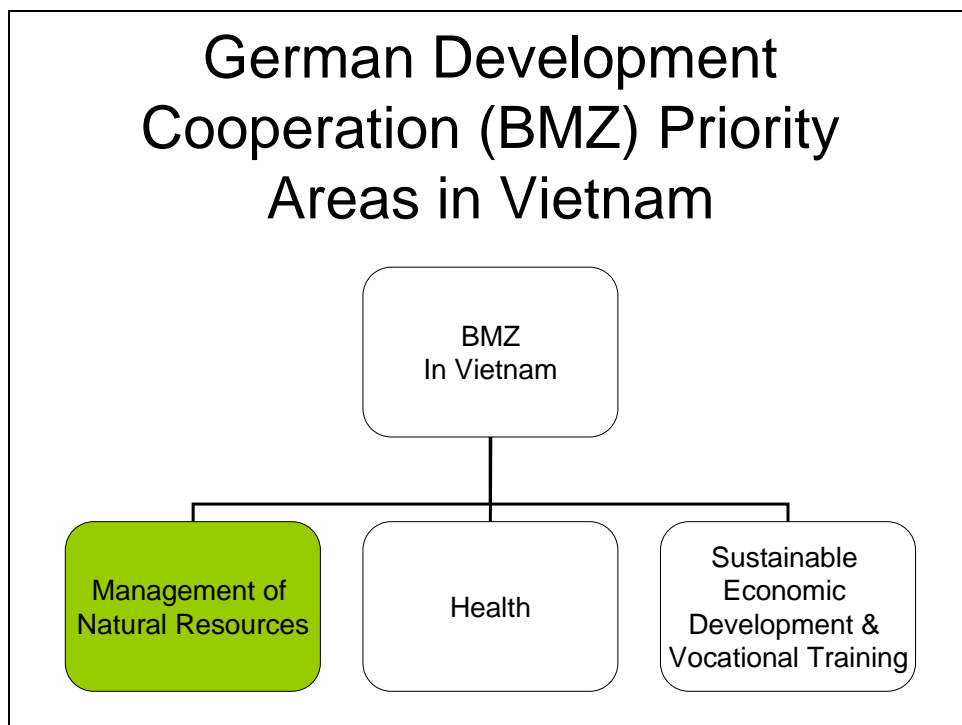 German Development
Cooperation (BMZ) Priority
Areas in Vietnam
BMZ
In Vietnam
Management of
Natural Resources
Health
Sustainable
Economic
Development &
Vocational Training